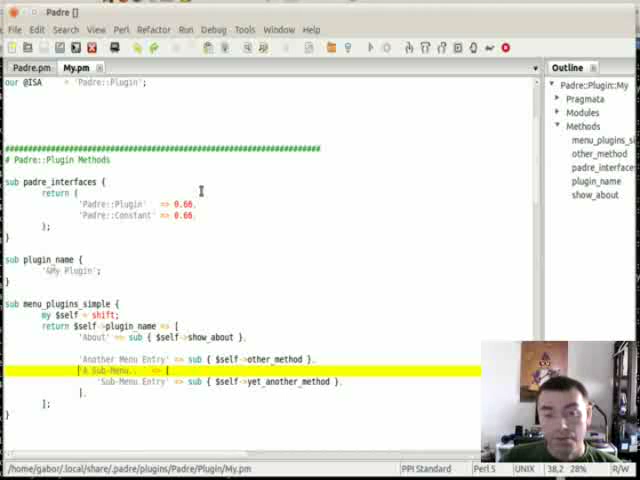 Padre []
File Edit Search View Perl Refactor Run Debug Tools Window Help
Padre.pm My.pm
our @ISA = 'Padre::Plugin';
#####################################################################
# Padre::Plugin Methods
sub padre_interfaces {
return (
'Padre::Plugin' => 0.66,
'Padre::Constant' => 0.66,
);
}
sub plugin_name {
'&My Plugin';
}
sub menu_plugins_simple {
my $self = shift;
return $self->plugin_name => [
'About' => sub { $self->show_about },
'Another Menu Entry' => sub { $self->other_method },
'A Sub-Menu...' => [
'Sub-Menu Entry' => sub { $self->yet_another_method },
],
];
}
Outline
Padre::Plugin::My
Pragmata
Modules
Methods
menu_plugins_si
other_method
padre_interfaces
plugin_name
show_about
/home/gabor/.local/share/.padre/plugins/Padre/Plugin/My.pm PPI Standard Perl 5 UNIX 38,2 28% R/W